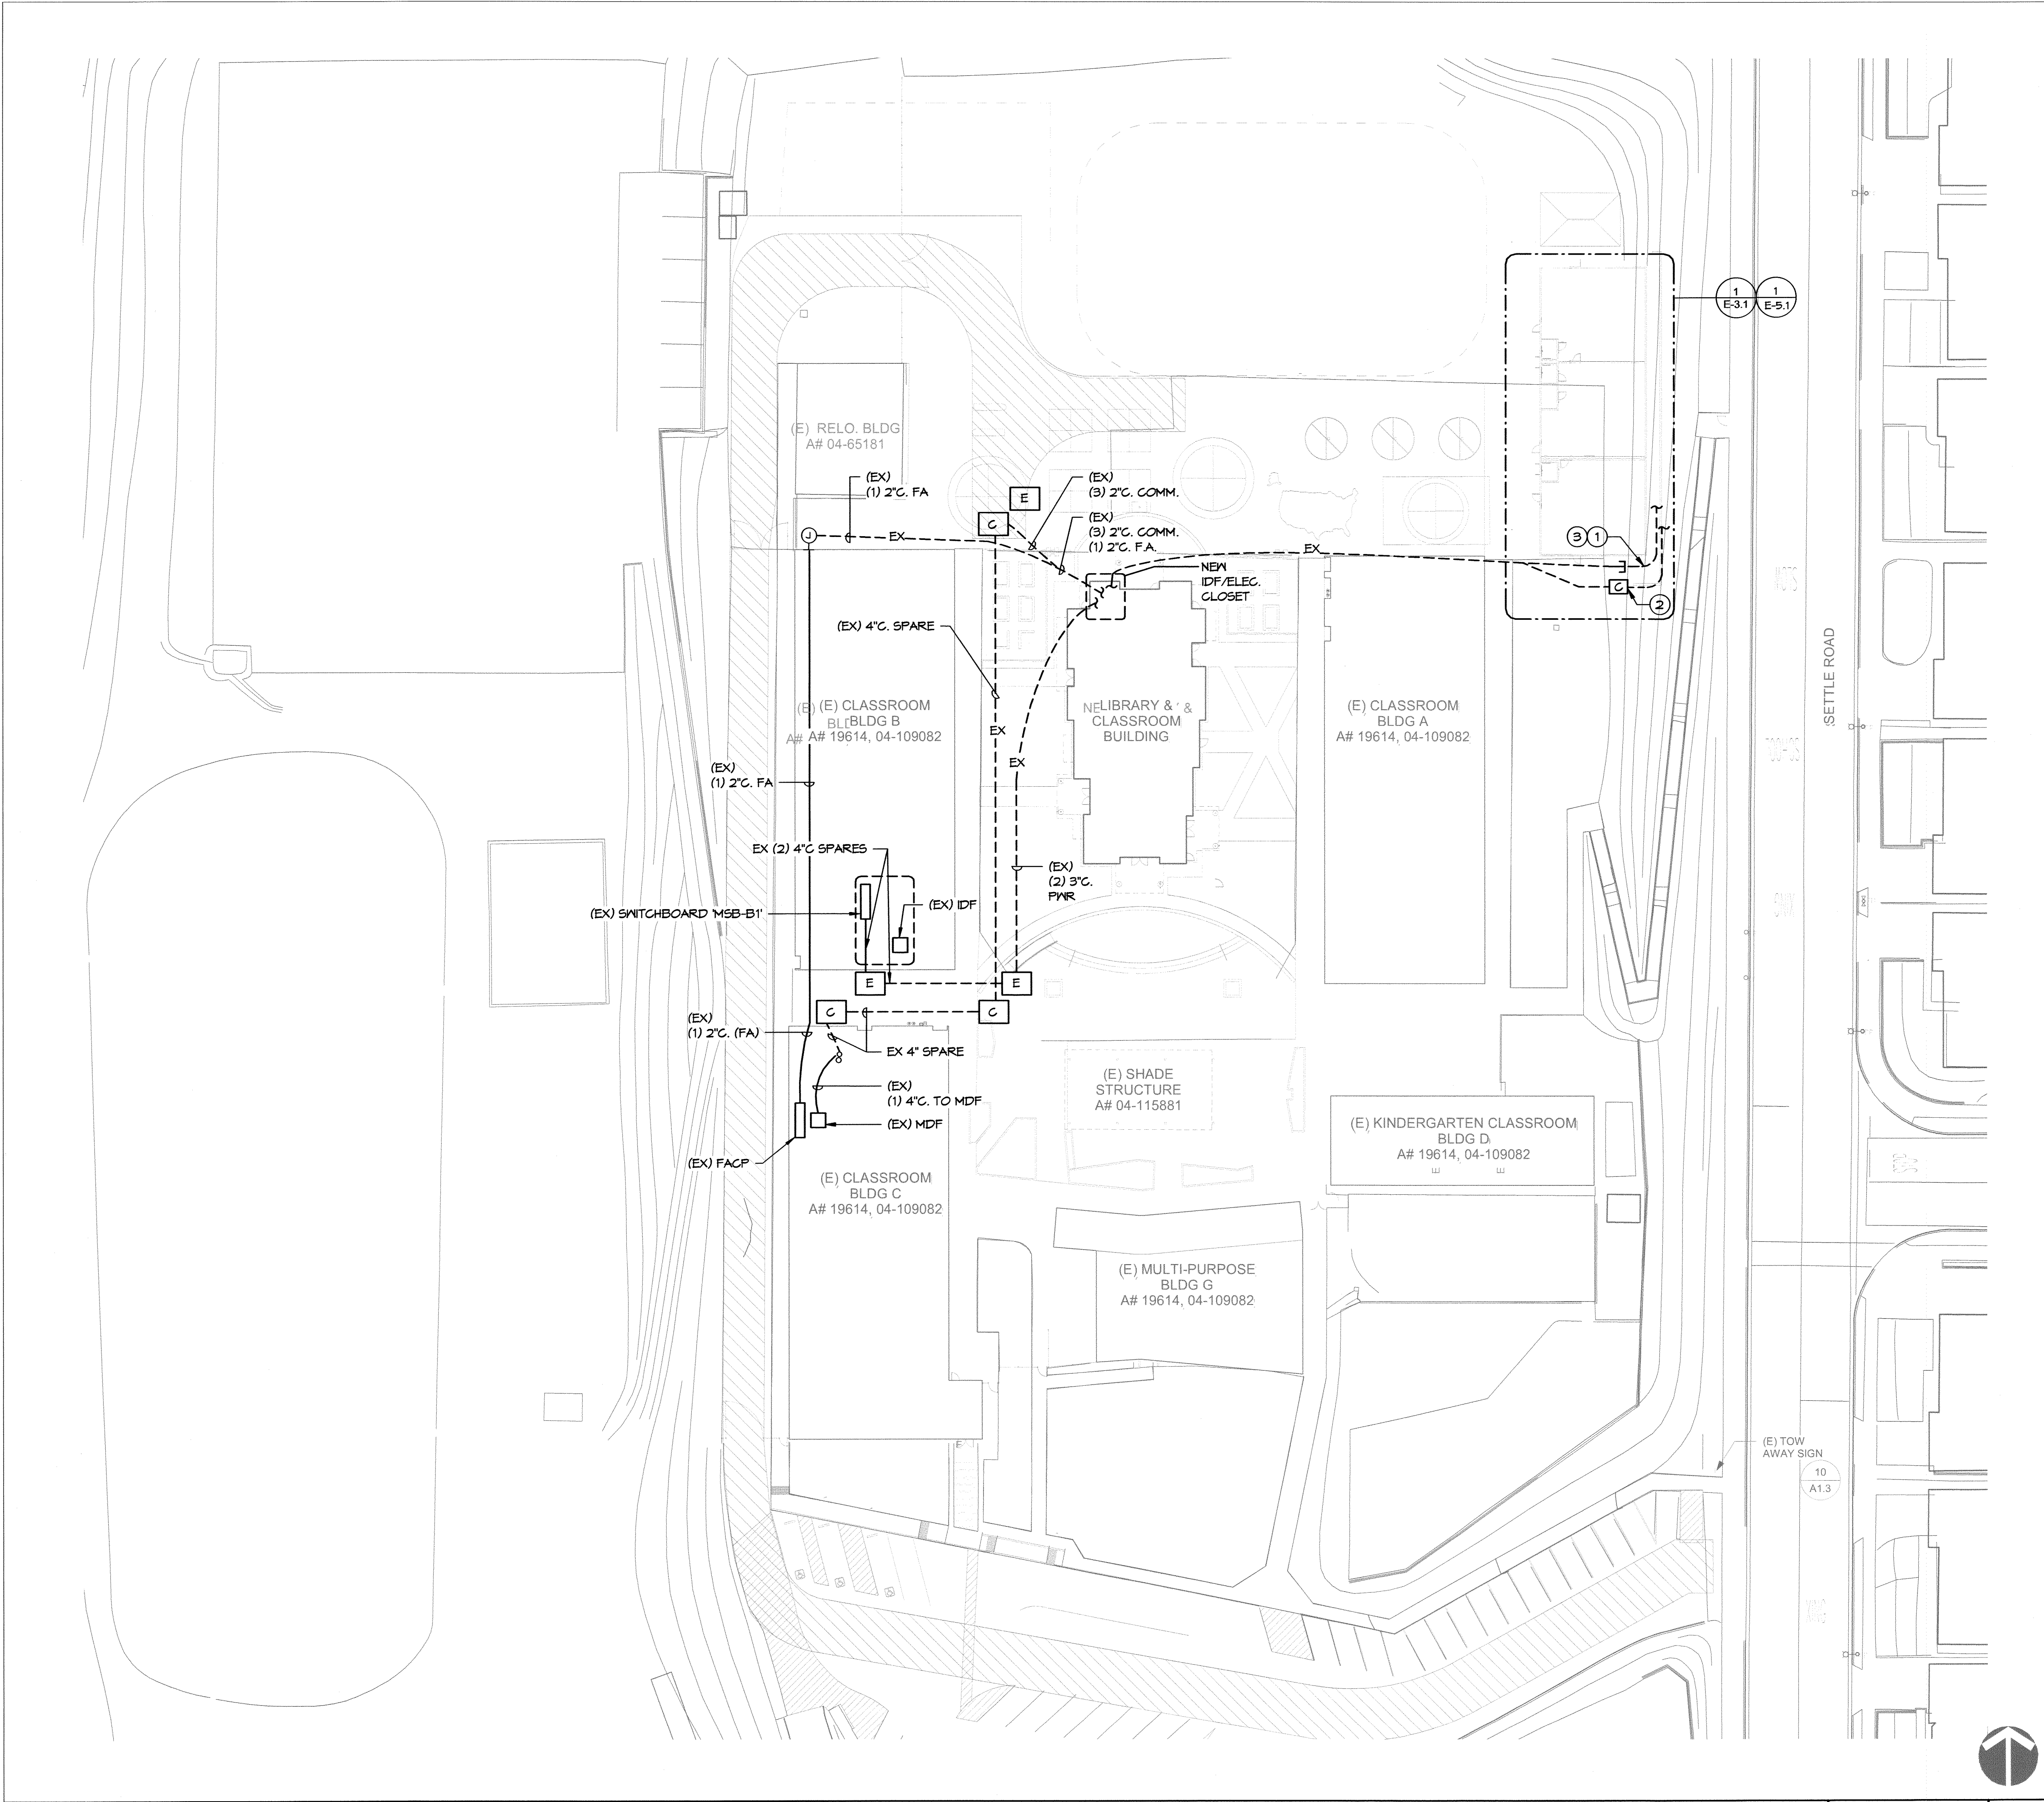 1
E-3.1
1
E-5.1
(E) RELO. BLDG
A# 04-65181
(EX)
(1) 2"C. FA
E
C
(EX)
(3) 2"C. COMM.
(EX)
(3) 2"C. COMM.
(1) 2"C. F.A.
J
EX
EX
3
1
NEW
IDF/ELEC.
CLOSET
C
2
(EX) 4"C. SPARE
SETTLE ROAD
(E) (E) CLASSROOM
BLDG B
A# A# 19614, 04-109082
NE LIBRARY & &
CLASSROOM
BUILDING
(E) CLASSROOM
BLDG A
A# 19614, 04-109082
EX
EX
(EX)
(1) 2"C. FA
EX (2) 4"C SPARES
(EX)
(2) 3"C.
PWR
(EX) SWITCHBOARD 'MSB-B1'
(EX) IDF
E
E
C
C
(EX)
(1) 2"C. (FA)
EX 4" SPARE
(EX)
(1) 4"C. TO MDF
(EX) MDF
(EX) FACP
(E) SHADE
STRUCTURE
A# 04-115881
(E) KINDERGARTEN CLASSROOM
BLDG D
A# 19614, 04-109082
(E) CLASSROOM
BLDG C
A# 19614, 04-109082
(E) MULTI-PURPOSE
BLDG G
A# 19614, 04-109082
(E) TOW
AWAY SIGN
10
A1.3